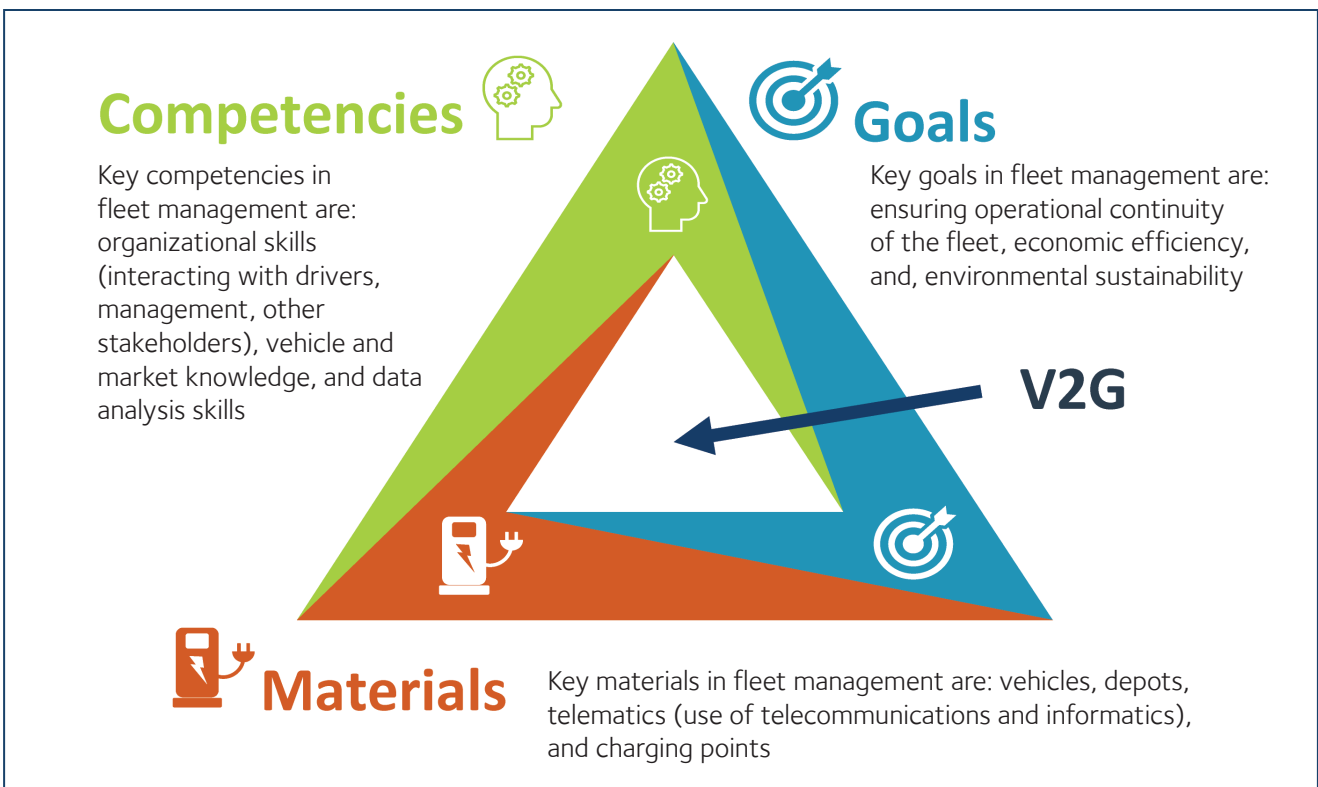 Competencies
Key competencies in
fleet management are:
organizational skills
(interacting with drivers,
management, other
stakeholders), vehicle and
market knowledge, and data
analysis skills
Goals
Key goals in fleet management are:
ensuring operational continuity
of the fleet, economic efficiency,
and, environmental sustainability
V2G
Materials
Key materials in fleet management are: vehicles, depots,
telematics (use of telecommunications and informatics),
and charging points